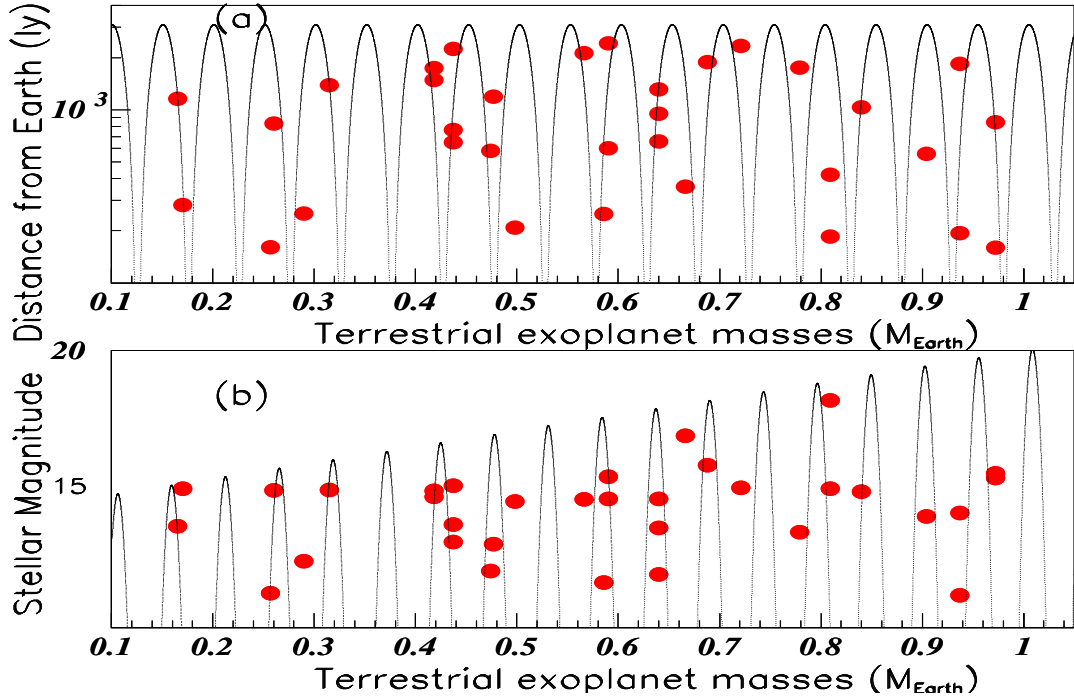 (a)
Distance from Earth (ly)
10³
0.1 0.2 0.3 0.4 0.5 0.6 0.7 0.8 0.9 1
Terrestrial exoplanet masses (M_Earth)
20
(b)
Stellar Magnitude
15
0.1 0.2 0.3 0.4 0.5 0.6 0.7 0.8 0.9 1
Terrestrial exoplanet masses (M_Earth)